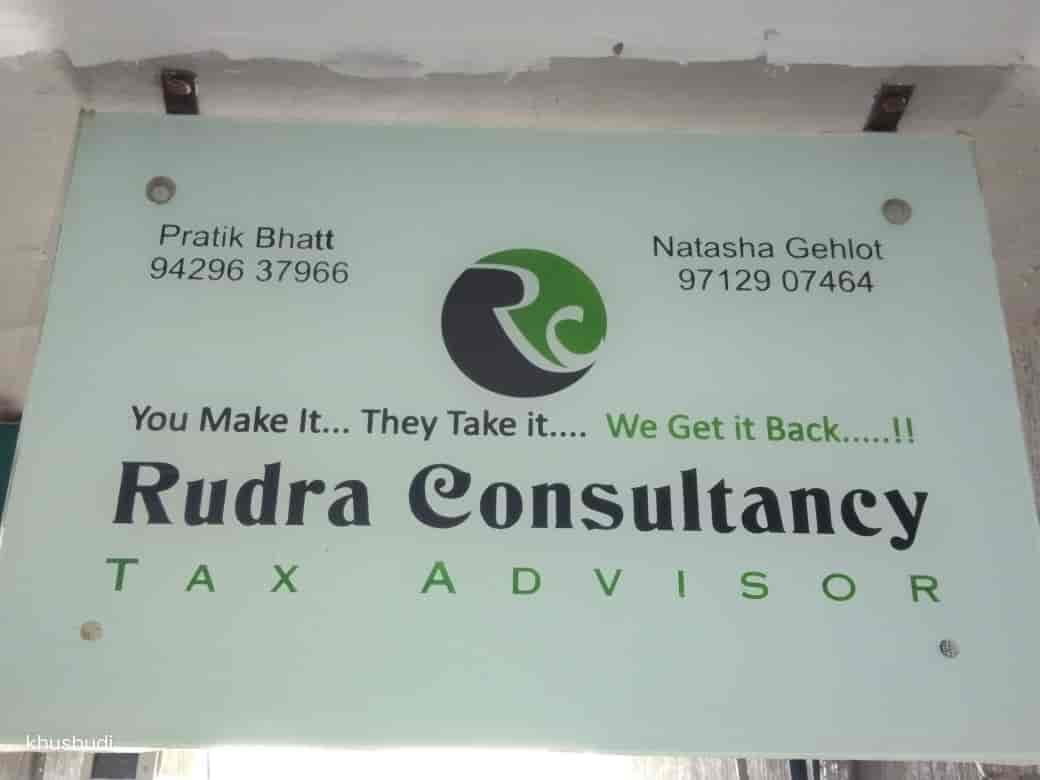 Pratik Bhatt
94296 37966
Natasha Gehlot
97129 07464
Rc
You Make It... They Take it.... We Get it Back.....!!
Rudra Consultancy
TAX ADVISOR
khushudi